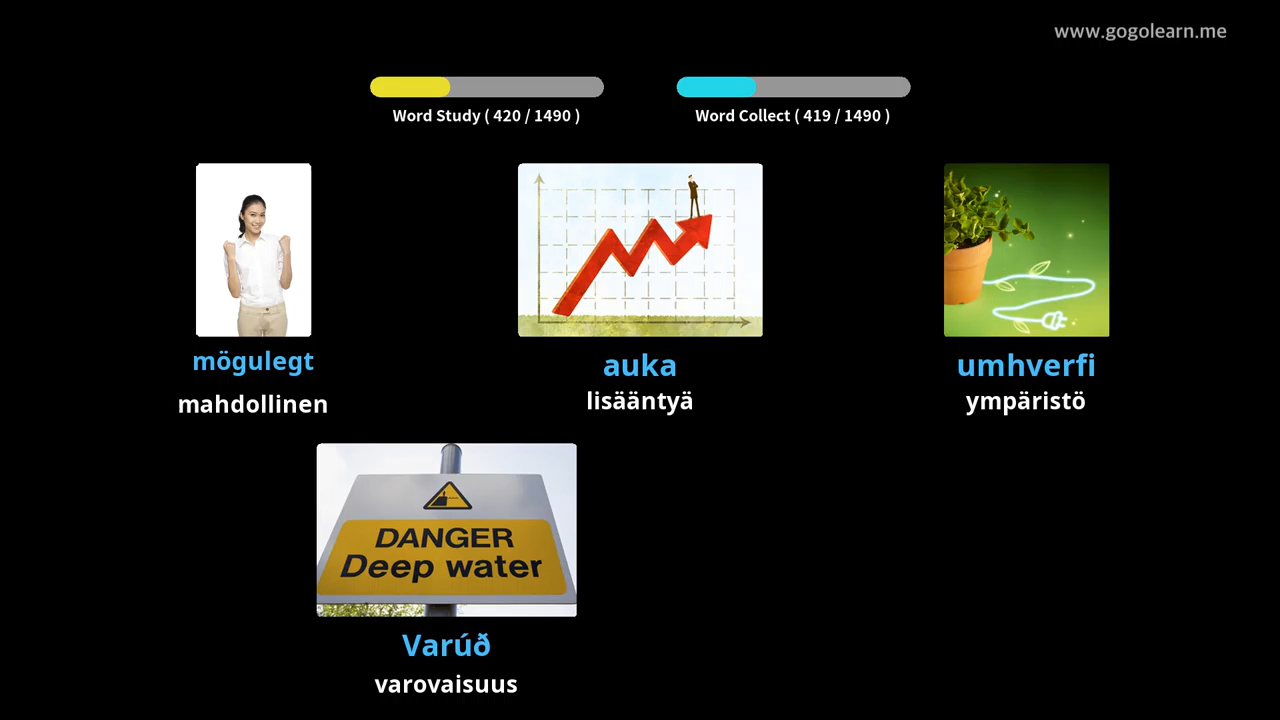 www.gogolearn.me
Word Study ( 420 / 1490 )
Word Collect ( 419 / 1490 )
mögulegt
mahdollinen
auka
lisääntyä
umhverfi
ympäristö
DANGER
Deep water
Varúð
varovaisuus